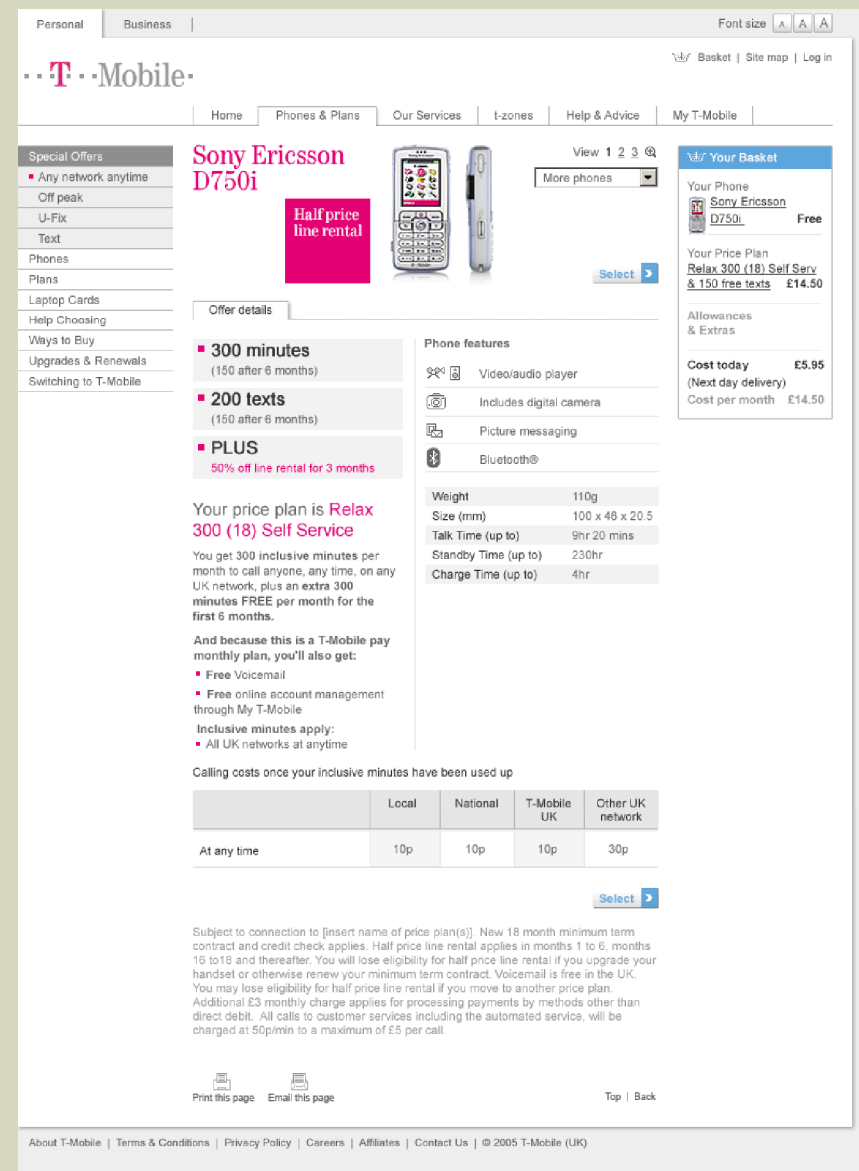 Personal
Business
Font size A A A
Basket | Site map | Log in
T Mobile
Home
Phones & Plans
Our Services
t-zones
Help & Advice
My T-Mobile
Special Offers
Any network anytime
Off peak
U-Fix
Text
Phones
Plans
Laptop Cards
Help Choosing
Ways to Buy
Upgrades & Renewals
Switching to T-Mobile
Sony Ericsson
D750i
Half price
line rental
View 1 2 3
More phones
Select
Your Basket
Your Phone
Sony Ericsson
D750i Free
Your Price Plan
Relax 300 (18) Self Serv
& 150 free texts £14.50
Allowances
& Extras
Cost today £5.95
(Next day delivery)
Cost per month £14.50
Offer details
300 minutes
(150 after 6 months)
200 texts
(150 after 6 months)
PLUS
50% off line rental for 3 months
Your price plan is Relax
300 (18) Self Service
You get 300 inclusive minutes per
month to call anyone, any time, on any
UK network, plus an extra 300
minutes FREE per month for the
first 6 months.
And because this is a T-Mobile pay
monthly plan, you'll also get:
Free Voicemail
Free online account management
through My T-Mobile
Inclusive minutes apply:
All UK networks at anytime
Phone features
Video/audio player
Includes digital camera
Picture messaging
Bluetooth®
Weight 110g
Size (mm) 100 x 46 x 20.5
Talk Time (up to) 9hr 20 mins
Standby Time (up to) 230hr
Charge Time (up to) 4hr
Calling costs once your inclusive minutes have been used up
Local
National
T-Mobile
UK
Other UK
network
At any time 10p 10p 10p 30p
Select
Subject to connection to [insert name of price plan(s)]. New 18 month minimum term
contract and credit check applies. Half price line rental applies in months 1 to 6, months
16 to18 and thereafter. You will lose eligibility for half price line rental if you upgrade your
handset or otherwise renew your minimum term contract. Voicemail is free in the UK.
You may lose eligibility for half price line rental if you move to another price plan.
Additional £3 monthly charge applies for processing payments by methods other than
direct debit. All calls to customer services including the automated service, will be
charged at 50p/min to a maximum of £5 per call.
Print this page
Email this page
Top | Back
About T-Mobile | Terms & Conditions | Privacy Policy | Careers | Affiliates | Contact Us | © 2005 T-Mobile (UK)